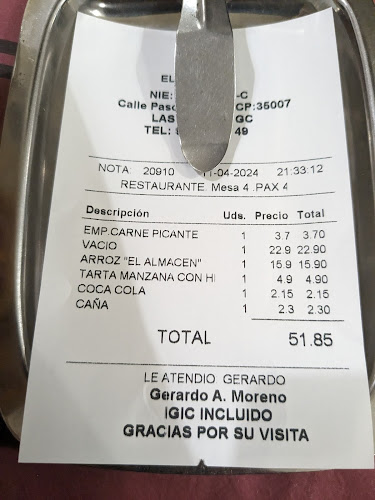 EL
NIE: -C
Calle CP:35007
LAS GC
TEL: 49
NOTA 20910 11-04-2024 21:33:12
RESTAURANTE Mesa 4 .PAX 4
Descripción Uds. Precio Total
EMP.CARNE PICANTE 1 3.7 3.70
VACIO 1 22.9 22.90
ARROZ "EL ALMACEN" 1 15.9 15.90
TARTA MANZANA CON HI 1 4.9 4.90
COCA COLA 1 2.15 2.15
CAÑA 1 2.3 2.30
TOTAL 51.85
LE ATENDIO GERARDO
Gerardo A. Moreno
IGIC INCLUIDO
GRACIAS POR SU VISITA